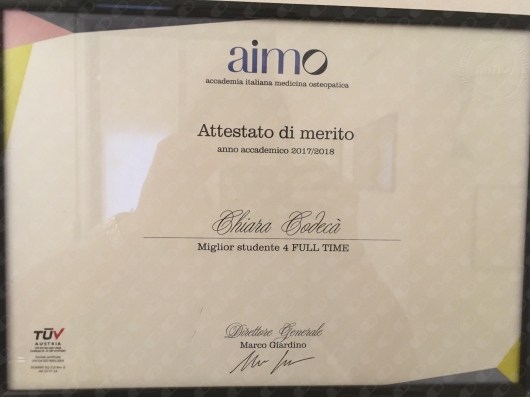 aimo
accademia italiana medicina osteopatica
Attestato di merito
anno accademico 2017/2018
Chiara Codecà
Miglior studente 4 FULL TIME
Direttore Generale
Marco Giardino
TÜV
AUSTRIA